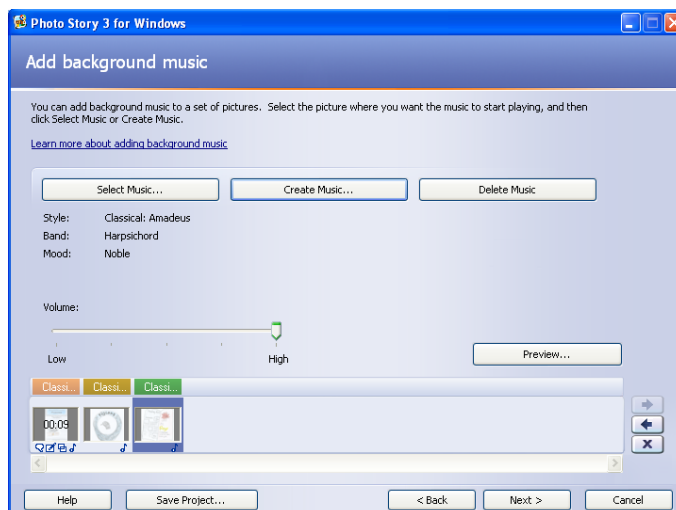 Photo Story 3 for Windows
Add background music
You can add background music to a set of pictures. Select the picture where you want the music to start playing, and then
click Select Music or Create Music.
Learn more about adding background music
Select Music... Create Music... Delete Music
Style: Classical: Amadeus
Band: Harpsichord
Mood: Noble
Volume:
Low High Preview...
Classi... Classi... Classi...
00:09
Help Save Project... < Back Next > Cancel